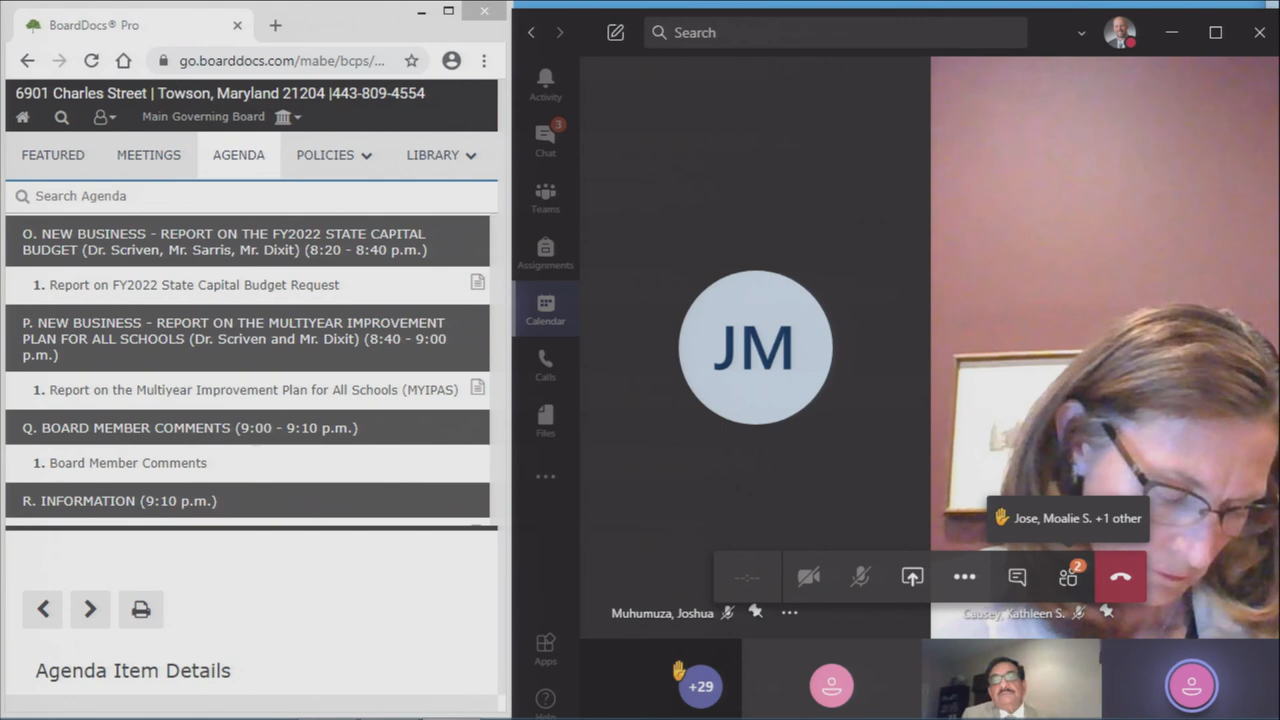 BoardDocs® Pro
go.boarddocs.com/mabe/bcps/...
6901 Charles Street | Towson, Maryland 21204 |443-809-4554
Main Governing Board
FEATURED MEETINGS AGENDA POLICIES LIBRARY
Search Agenda
O. NEW BUSINESS - REPORT ON THE FY2022 STATE CAPITAL
BUDGET (Dr. Scriven, Mr. Sarris, Mr. Dixit) (8:20 - 8:40 p.m.)
1. Report on FY2022 State Capital Budget Request
P. NEW BUSINESS - REPORT ON THE MULTIYEAR IMPROVEMENT
PLAN FOR ALL SCHOOLS (Dr. Scriven and Mr. Dixit) (8:40 - 9:00
p.m.)
1. Report on the Multiyear Improvement Plan for All Schools (MYIPAS)
Q. BOARD MEMBER COMMENTS (9:00 - 9:10 p.m.)
1. Board Member Comments
R. INFORMATION (9:10 p.m.)
Agenda Item Details
Search
Activity
3
Chat
Teams
Assignments
Calendar
Calls
Files
Apps
Help
JM
Jose, Moalie S. +1 other
--:--
2
Muhumuza, Joshua
Causey, Kathleen S.
+29